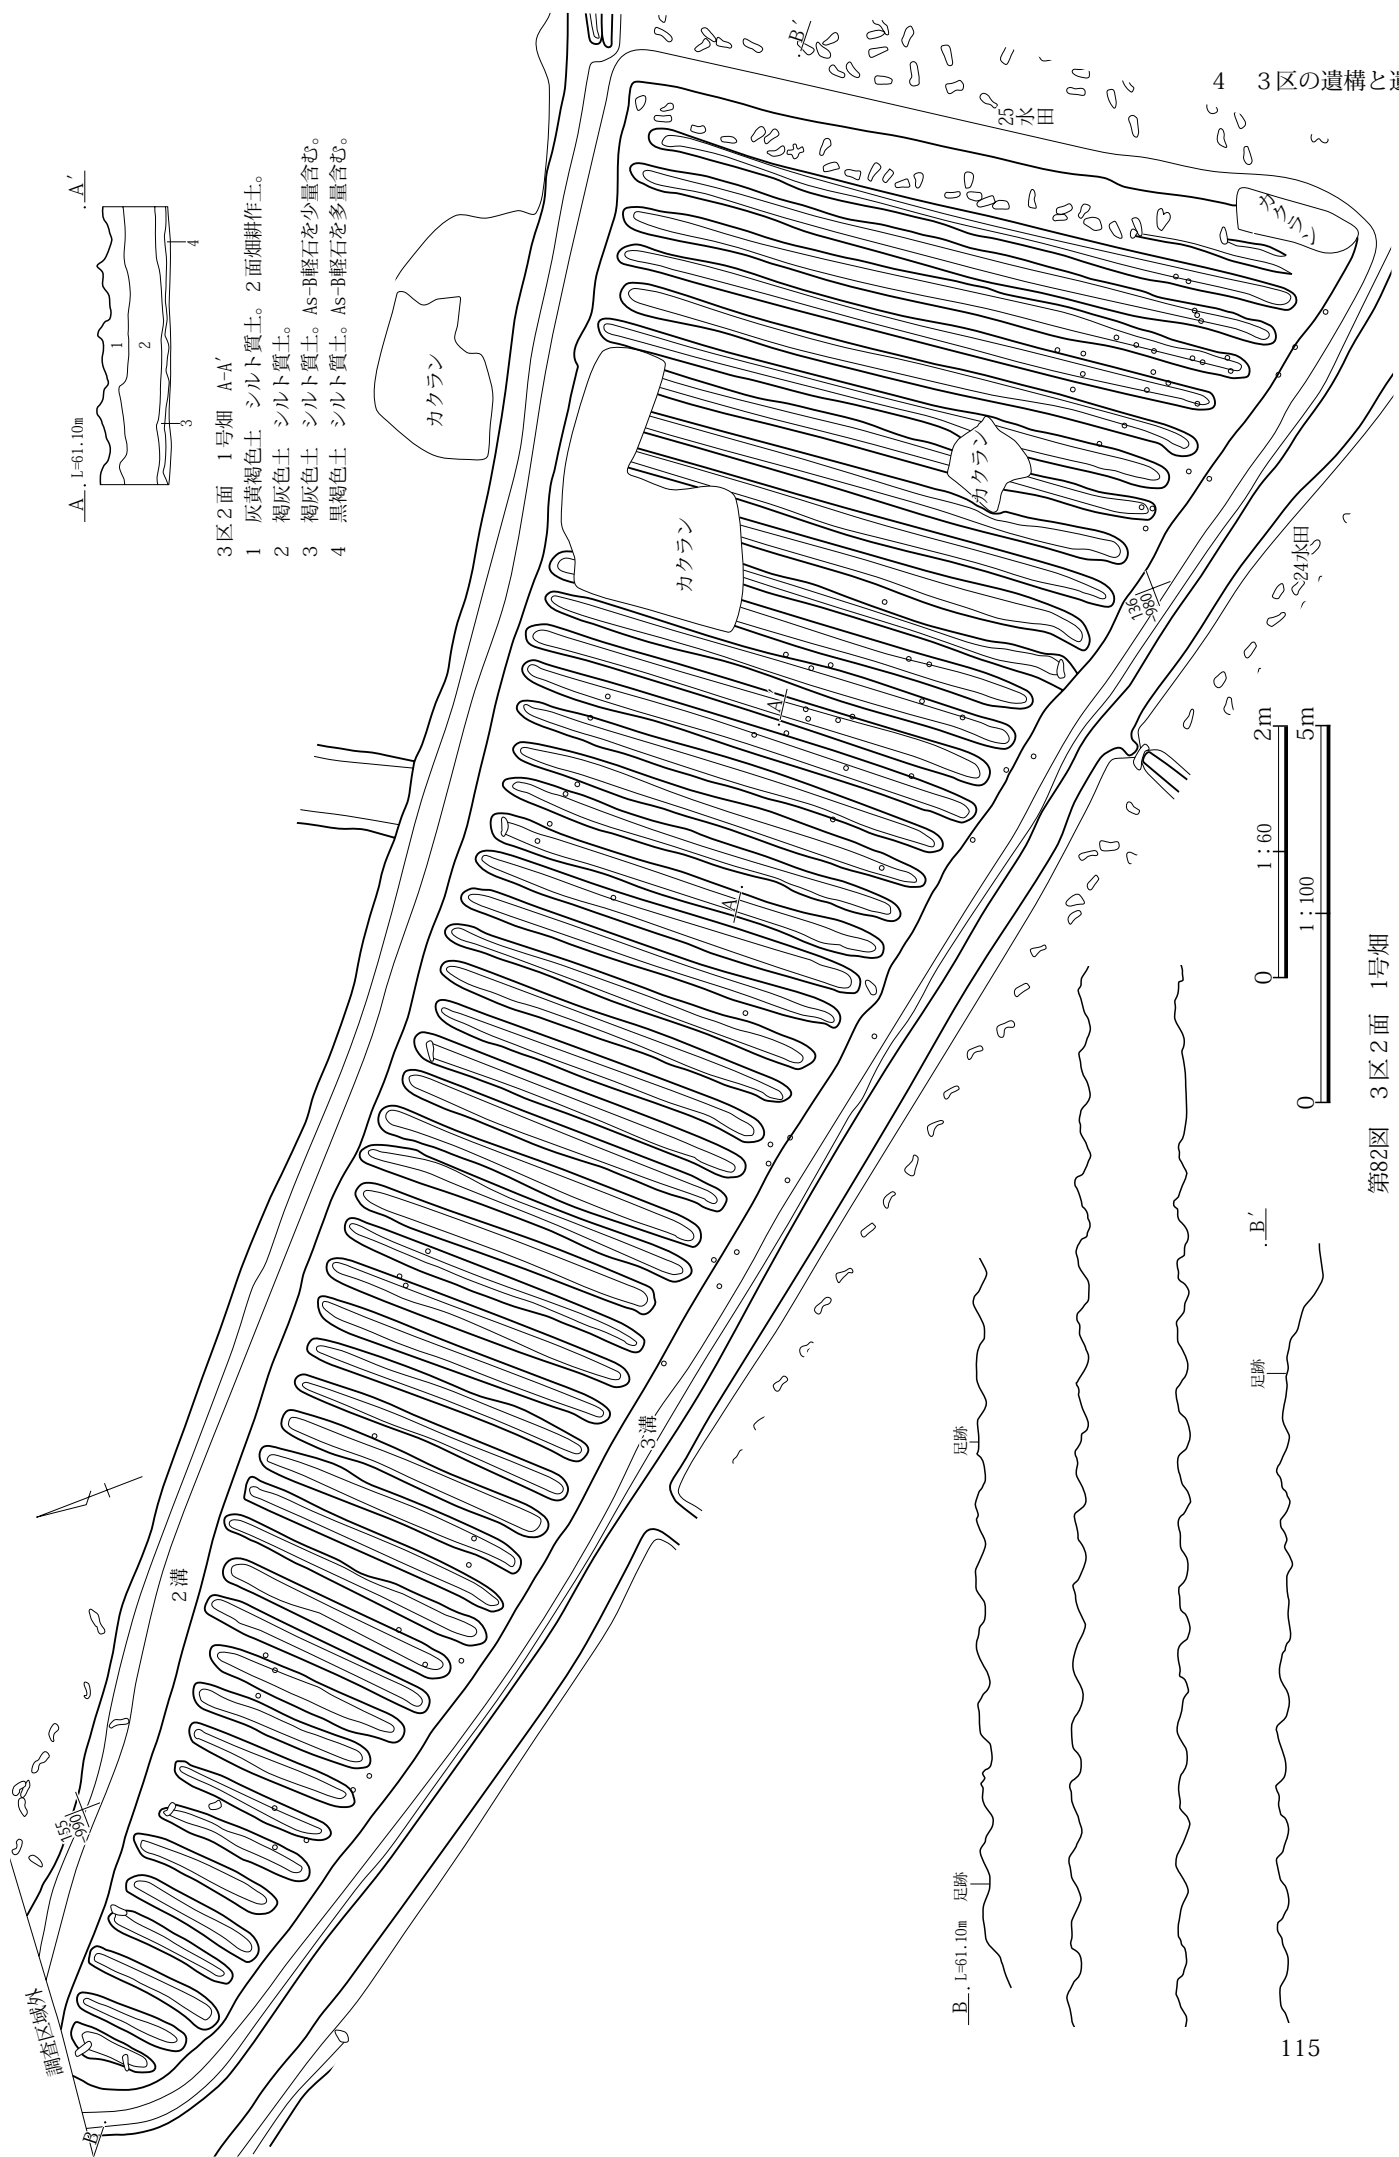 4　3区の遺構と遺
A . L=61.10m . A′
1
2
3
4
3区2面　1号畑　A-A′
1　灰黄褐色土　シルト質土。2面畑耕作土。
2　褐灰色土　シルト質土。
3　褐灰色土　シルト質土。As-B軽石を少量含む。
4　黒褐色土　シルト質土。As-B軽石を多量含む。
カクラン
カクラン
カクラン
カクラン
B′
25水田
24水田
136
-980
A′
A
3溝
2溝
155
-990
調査区域外
B
B . L=61.10m
足跡
足跡
足跡
. B′
0　1:60　2m
0　1:100　5m
第82図　3区2面　1号畑
115